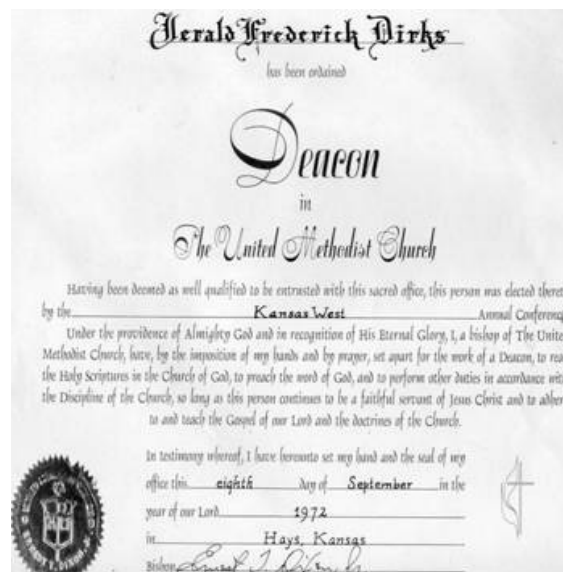 Jerald Frederick Dirks
has been ordained
Deacon
in
The United Methodist Church
Having been deemed as well qualified to be entrusted with this sacred office, this person was elected theret
by the Kansas West Annual Conference
Under the providence of Almighty God and in recognition of His Eternal Glory, I, a bishop of The Unite
Methodist Church, have, by the imposition of my hands and by prayer, set apart for the work of a Deacon, to rea
the Holy Scriptures in the Church of God, to preach the word of God, and to perform other duties in accordance wit
the Discipline of the Church, so long as this person continues to be a faithful servant of Jesus Christ and to adher
to and teach the Gospel of our Lord and the doctrines of the Church.
In testimony whereof, I have hereunto set my hand and the seal of my
office this eighth day of September in the
year of our Lord 1972
in Hays, Kansas
Bishop Ernest T.